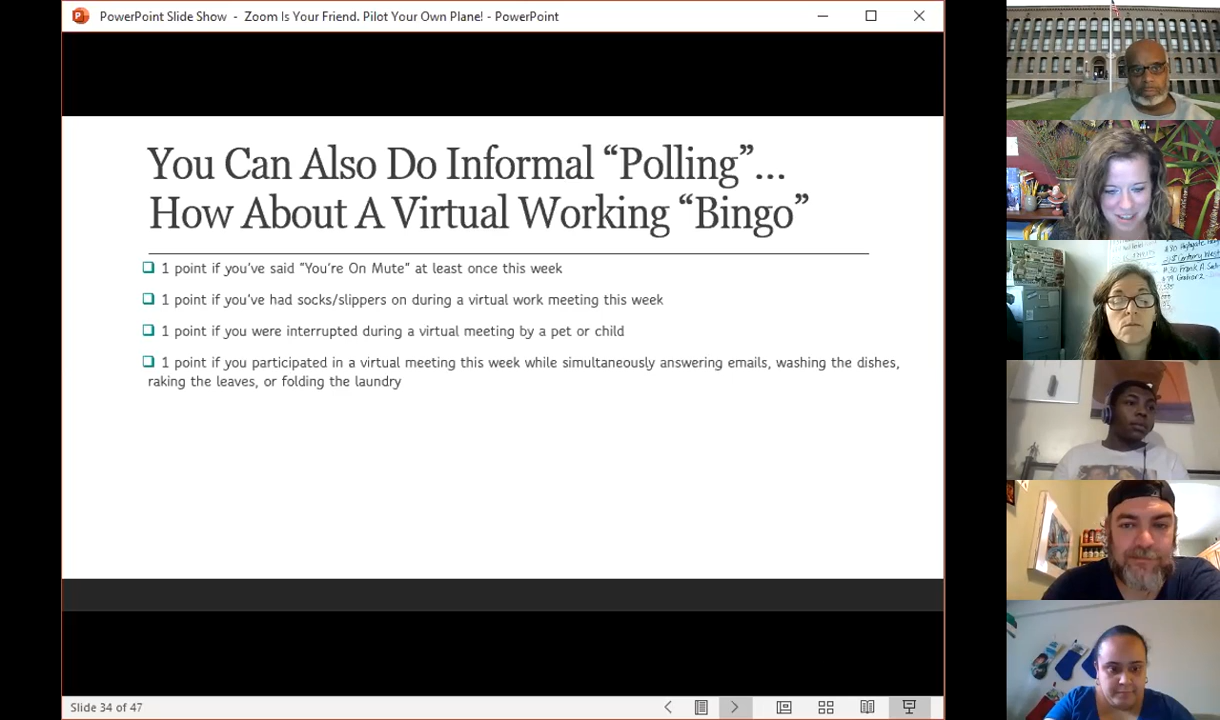 PowerPoint Slide Show - Zoom Is Your Friend. Pilot Your Own Plane! - PowerPoint
You Can Also Do Informal “Polling”...
How About A Virtual Working “Bingo”
1 point if you’ve said “You’re On Mute” at least once this week
1 point if you’ve had socks/slippers on during a virtual work meeting this week
1 point if you were interrupted during a virtual meeting by a pet or child
1 point if you participated in a virtual meeting this week while simultaneously answering emails, washing the dishes,
raking the leaves, or folding the laundry
Slide 34 of 47